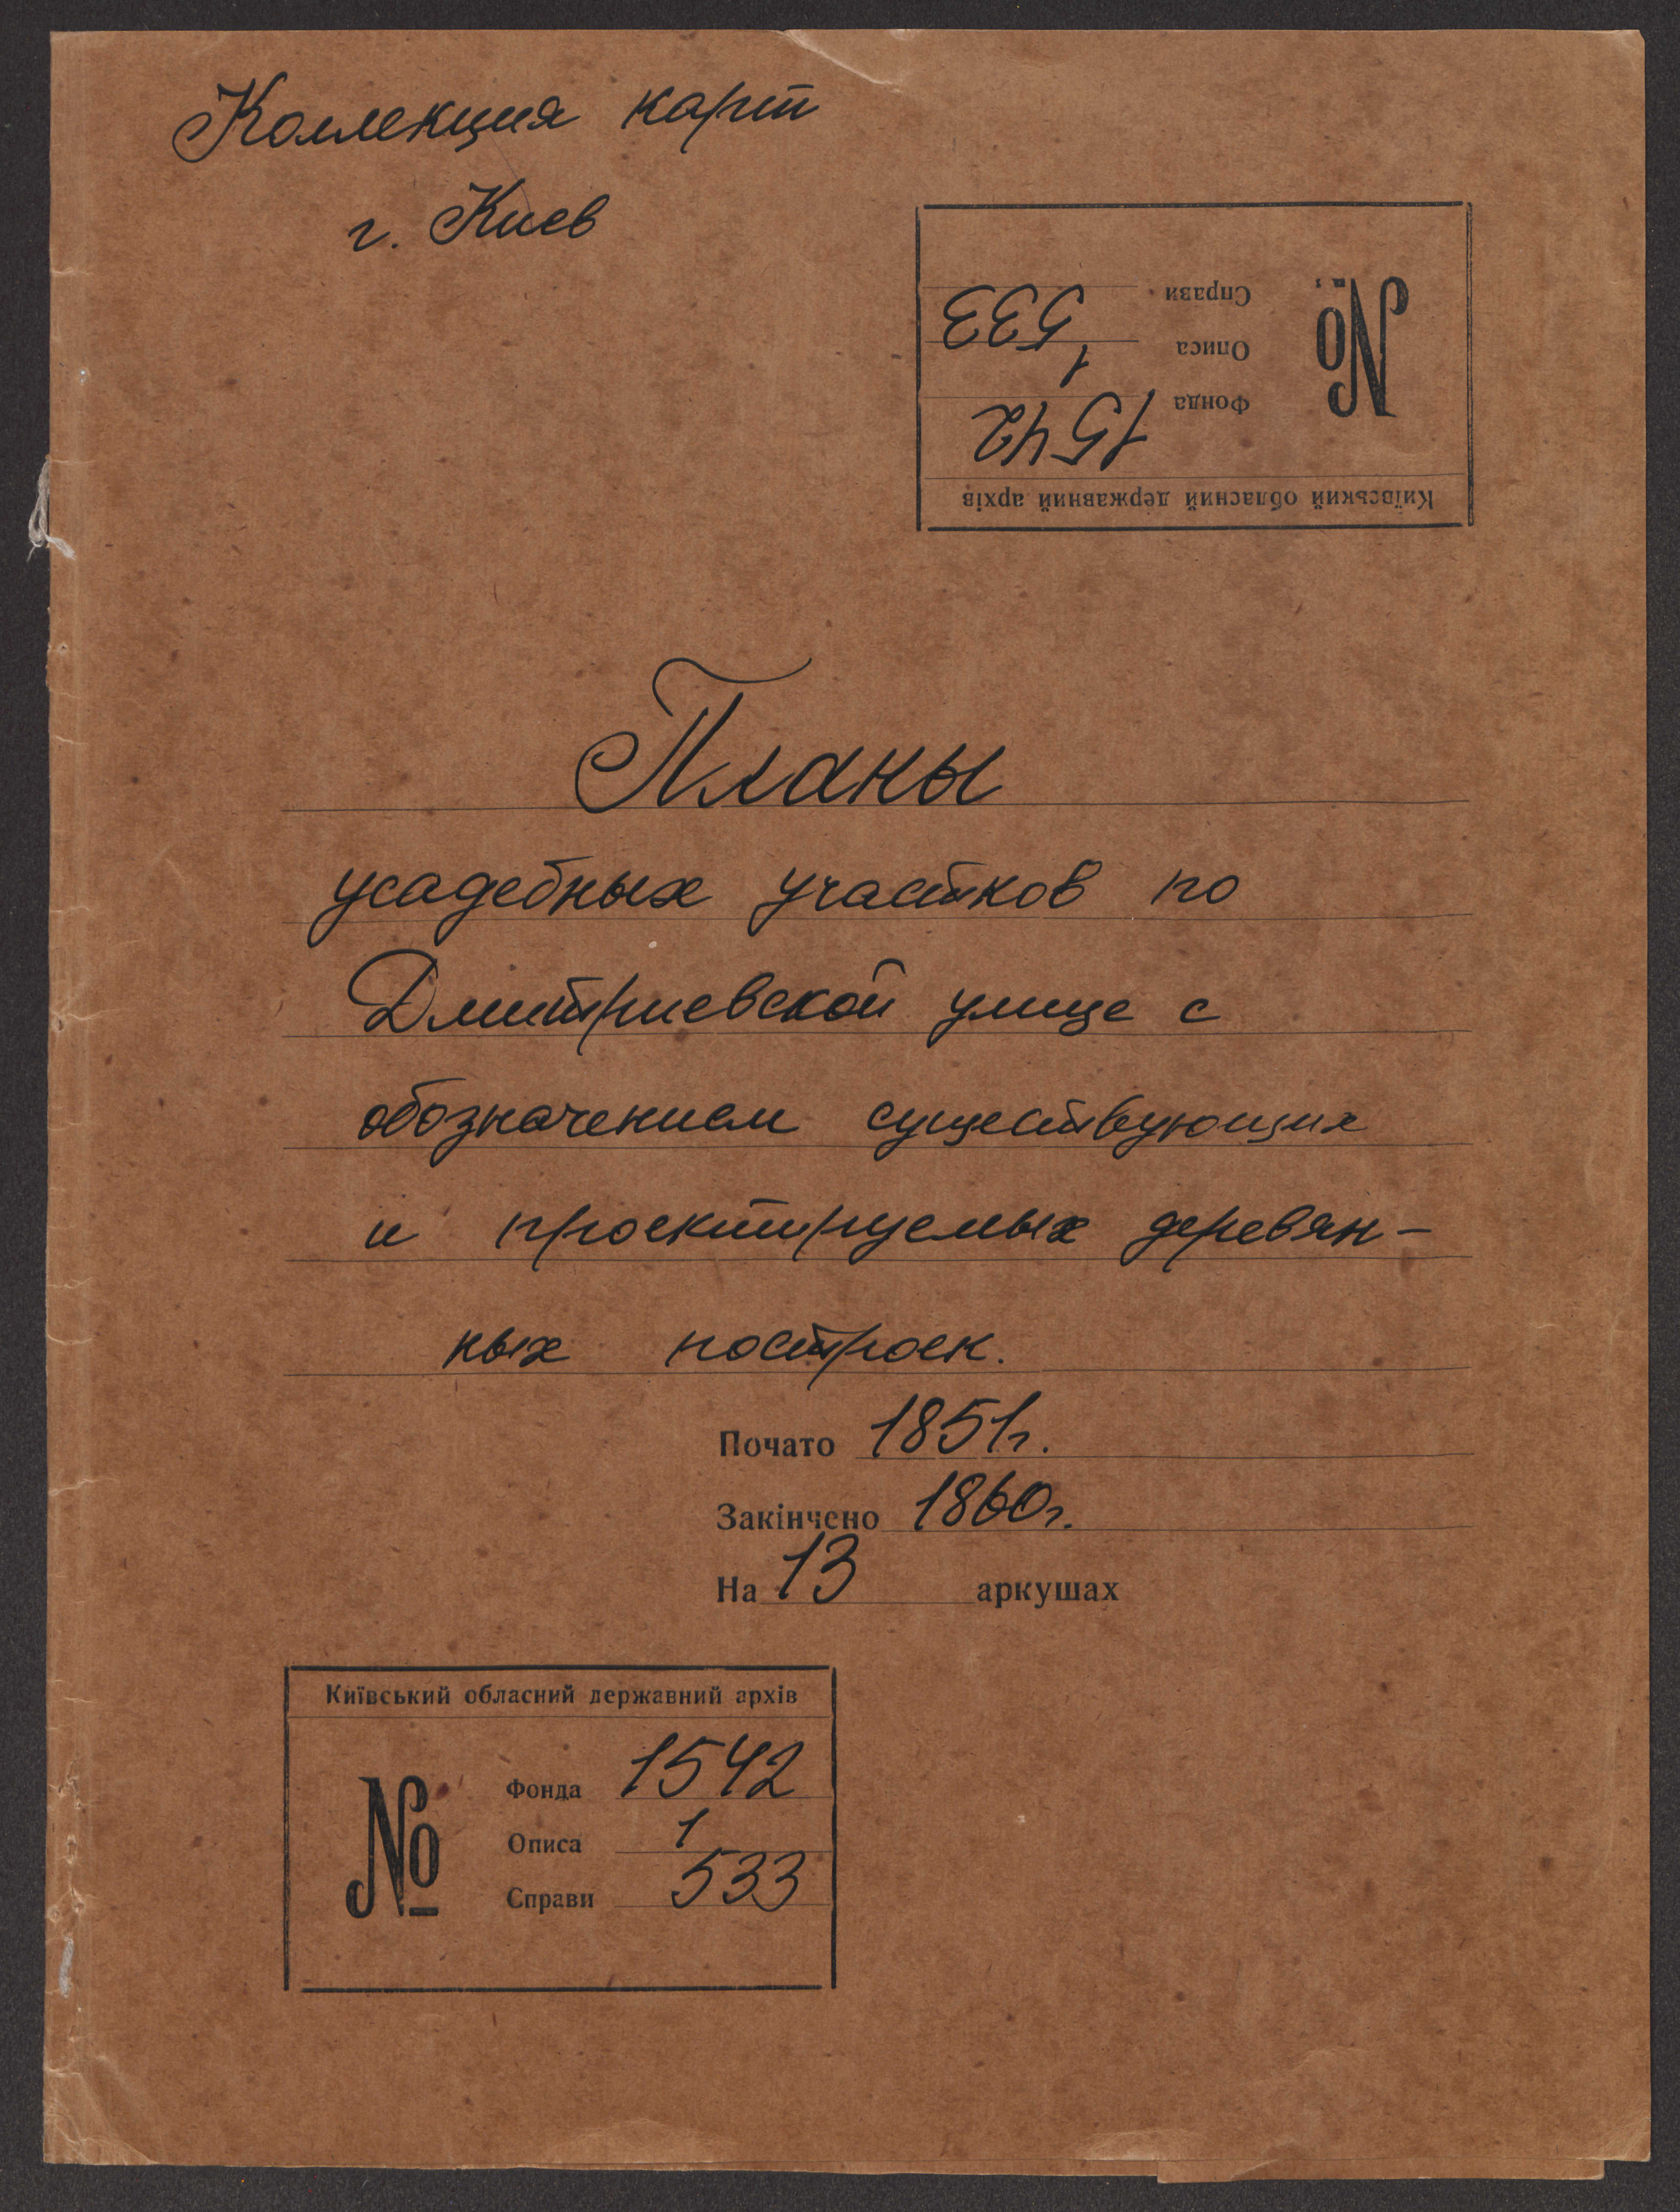 Коллекция карт
г. Киев
Київський обласний державний архів
№
Фонда 1542
Описа 1
Справи 533
Планы
усадебных участков по
Дмитриевской улице с
обозначением существующих
и проектируемых деревян-
ных построек.
Почато 1851г.
Закінчено 1860г.
На 13 аркушах
Київський обласний державний архів
№
Фонда 1542
Описа 1
Справи 533